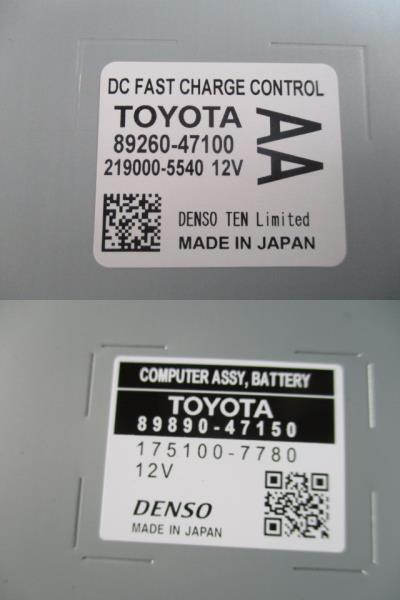 DC FAST CHARGE CONTROL
TOYOTA
89260-47100
219000-5540 12V
AA
DENSO TEN Limited
MADE IN JAPAN
COMPUTER ASSY, BATTERY
TOYOTA
89890-47150
175100-7780
12V
DENSO
MADE IN JAPAN